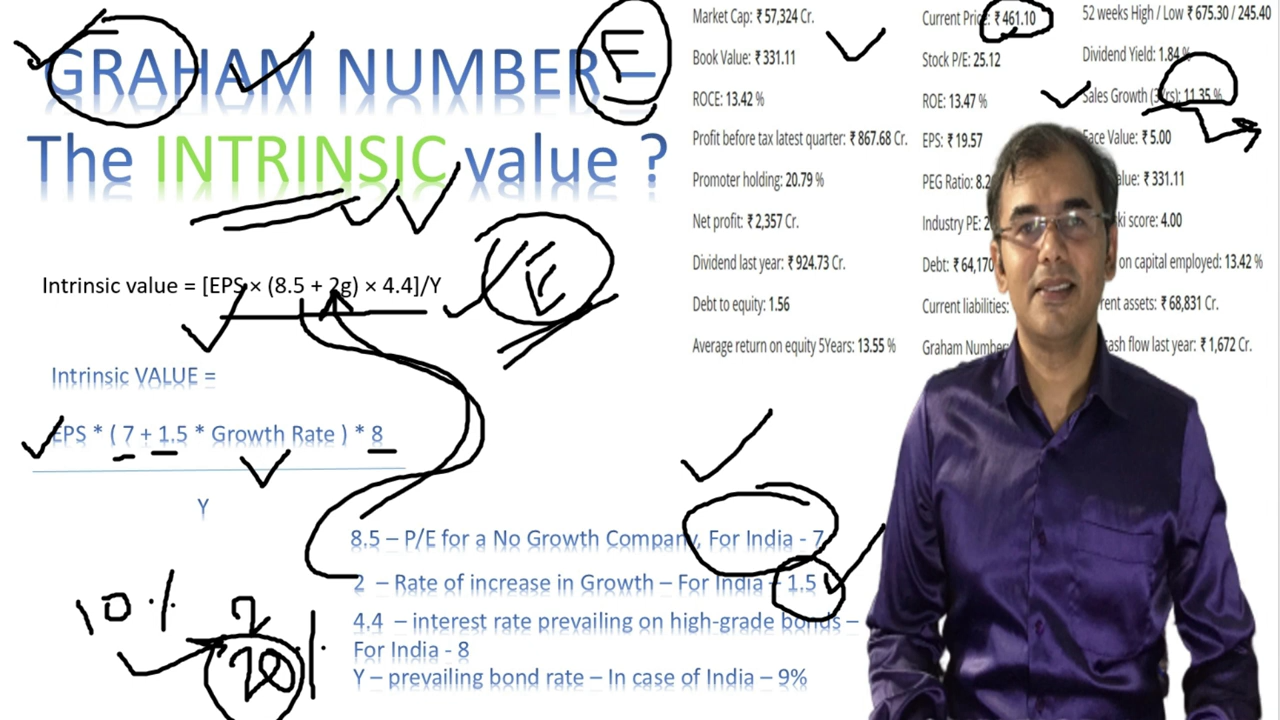 GRAHAM NUMBER –
The INTRINSIC value ?
E
Intrinsic value = [EPS × (8.5 + 2g) × 4.4]/Y
E
Intrinsic VALUE =
EPS * ( 7 + 1.5 * Growth Rate ) * 8
Y
8.5 – P/E for a No Growth Company, For India - 7
2 – Rate of increase in Growth – For India – 1.5
4.4 – interest rate prevailing on high-grade bonds –
For India - 8
Y – prevailing bond rate – In case of India – 9%
10 %
2
20 %
Market Cap: ₹ 57,324 Cr.
Current Price: ₹ 461.10
52 weeks High / Low ₹ 675.30 / 245.40
Book Value: ₹ 331.11
Stock P/E: 25.12
Dividend Yield: 1.84 %
ROCE: 13.42 %
ROE: 13.47 %
Sales Growth (3Yrs): 11.35 %
Profit before tax latest quarter: ₹ 867.68 Cr.
EPS: ₹ 19.57
Face Value: ₹ 5.00
Promoter holding: 20.79 %
PEG Ratio: 8.2
alue: ₹ 331.11
Net profit: ₹ 2,357 Cr.
Industry PE: 2
ki score: 4.00
Dividend last year: ₹ 924.73 Cr.
Debt: ₹ 64,170
on capital employed: 13.42 %
Debt to equity: 1.56
Current liabilities:
rent assets: ₹ 68,831 Cr.
Average return on equity 5Years: 13.55 %
Graham Number
cash flow last year: ₹ 1,672 Cr.